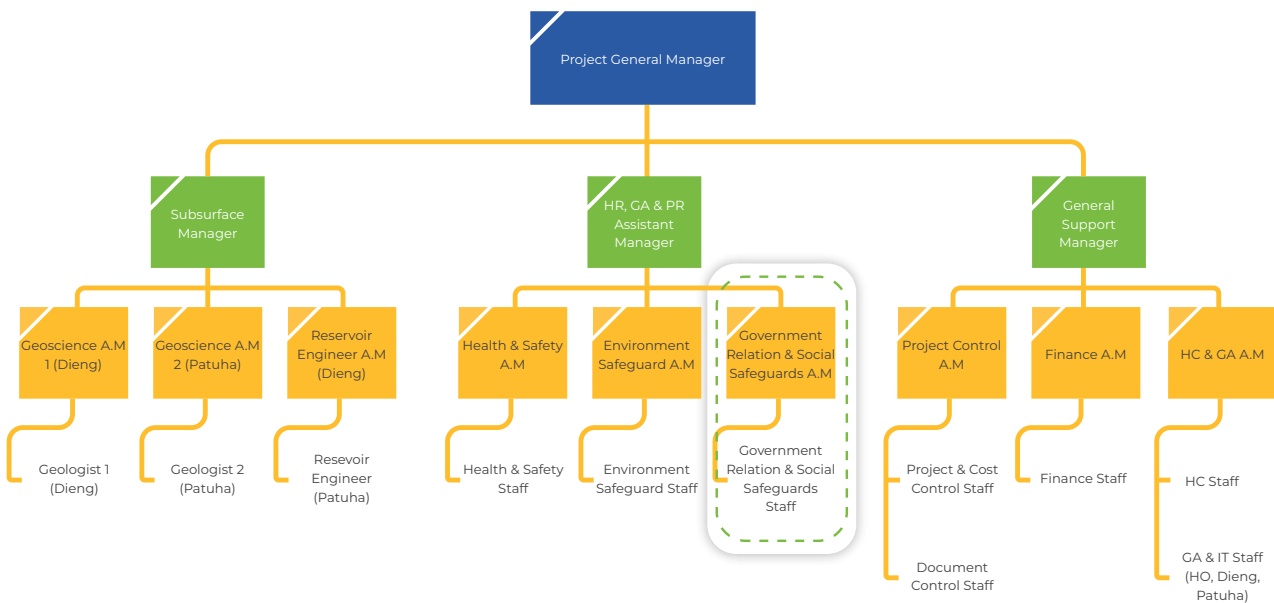 Project General Manager
Subsurface
Manager
HR, GA & PR
Assistant
Manager
General
Support
Manager
Geoscience A.M
1 (Dieng)
Geoscience A.M
2 (Patuha)
Reservoir
Engineer A.M
(Dieng)
Health & Safety
A.M
Environment
Safeguard A.M
Government
Relation & Social
Safeguards A.M
Project Control
A.M
Finance A.M
HC & GA A.M
Geologist 1
(Dieng)
Geologist 2
(Patuha)
Resevoir
Engineer
(Patuha)
Health & Safety
Staff
Environment
Safeguard Staff
Government
Relation & Social
Safeguards
Staff
Project & Cost
Control Staff
Finance Staff
HC Staff
Document
Control Staff
GA & IT Staff
(HO, Dieng,
Patuha)